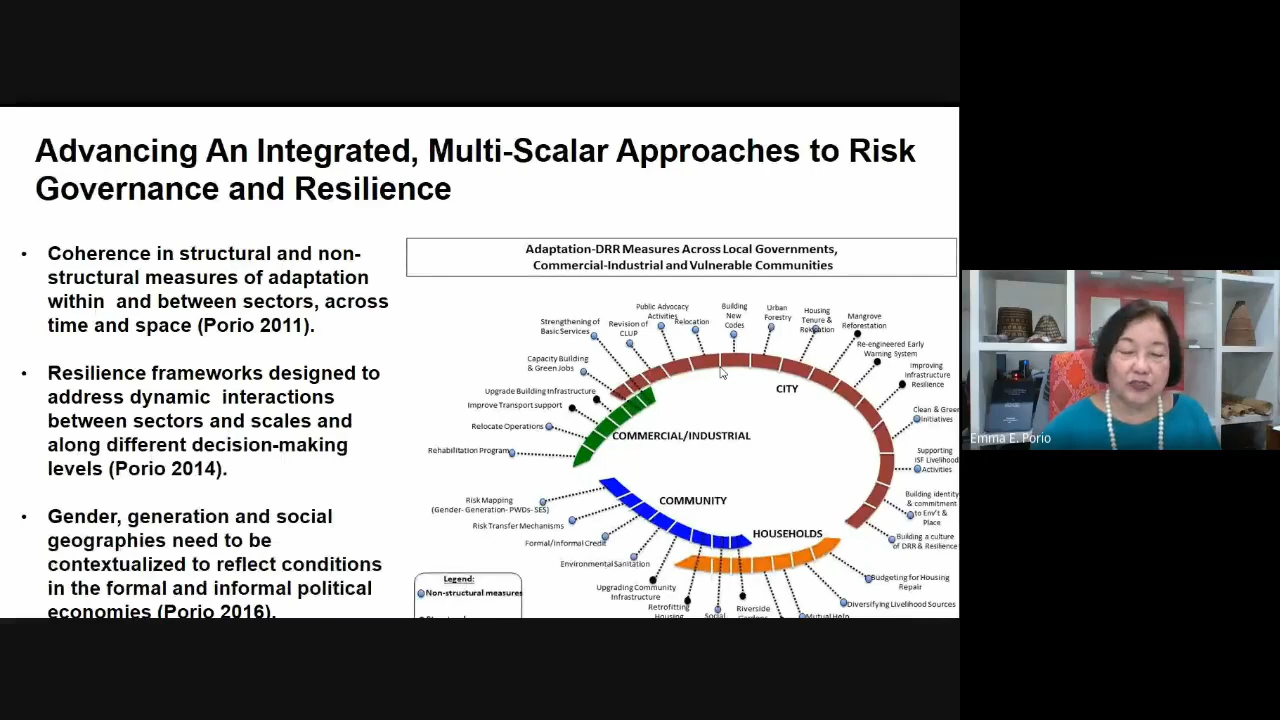 Advancing An Integrated, Multi-Scalar Approaches to Risk
Governance and Resilience
• Coherence in structural and non-
structural measures of adaptation
within and between sectors, across
time and space (Porio 2011).
• Resilience frameworks designed to
address dynamic interactions
between sectors and scales and
along different decision-making
levels (Porio 2014).
• Gender, generation and social
geographies need to be
contextualized to reflect conditions
in the formal and informal political
economies (Porio 2016).
Adaptation-DRR Measures Across Local Governments,
Commercial-Industrial and Vulnerable Communities
Rehabilitation Program
Relocate Operations
Improve Transport support
Upgrade Building Infrastructure
Capacity Building
& Green Jobs
Strengthening of
Basic Services
Revision of
CLUP
Public Advocacy
Activities
Relocation
Building
New
Codes
Urban
Forestry
Housing
Tenure &
Relocation
Mangrove
Reforestation
Re-engineered Early
Warning System
Improving
Infrastructure
Resilience
Clean & Green
Initiatives
Supporting
ISF Livelihood
Activities
Building identity
& commitment
to Env't &
Place
Building a culture
of DRR & Resilience
CITY
COMMERCIAL/INDUSTRIAL
COMMUNITY
HOUSEHOLDS
Risk Mapping
(Gender- Generation- PWDs- SES)
Risk Transfer Mechanisms
Formal/Informal Credit
Environmental Sanitation
Upgrading Community
Infrastructure
Retrofitting
Housing
Social
Riverside
Mutual Help
Diversifying Livelihood Sources
Budgeting for Housing
Repair
Legend:
Non-structural measures
Emma E. Porio